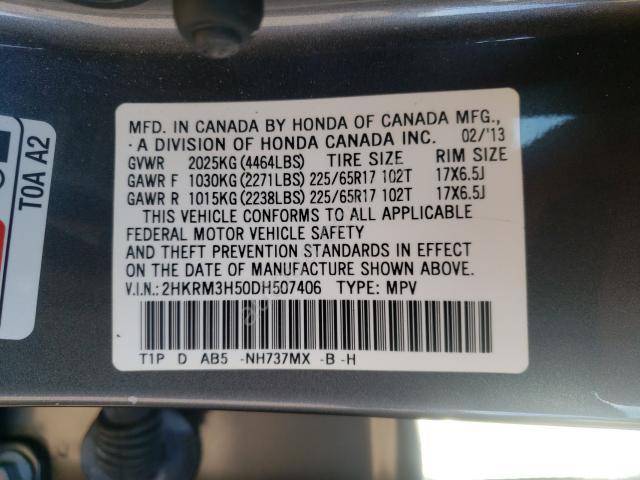 MFD. IN CANADA BY HONDA OF CANADA MFG.,
A DIVISION OF HONDA CANADA INC. 02/'13
GVWR 2025KG (4464LBS) TIRE SIZE RIM SIZE
GAWR F 1030KG (2271LBS) 225/65R17 102T 17X6.5J
GAWR R 1015KG (2238LBS) 225/65R17 102T 17X6.5J
THIS VEHICLE CONFORMS TO ALL APPLICABLE
FEDERAL MOTOR VEHICLE SAFETY
AND THEFT PREVENTION STANDARDS IN EFFECT
ON THE DATE OF MANUFACTURE SHOWN ABOVE.
V.I.N.: 2HKRM3H50DH507406 TYPE: MPV
T1P D AB5 -NH737MX -B -H
T0A A2